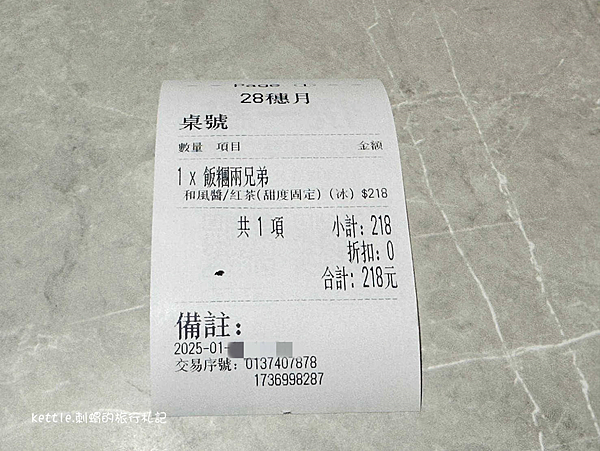 Page
28穗月
桌號
數量 項目 金額
1 x 飯糰兩兄弟
和風醬/紅茶(甜度固定) (冰) $218
共 1 項 小計: 218
折扣: 0
合計: 218元
備註:
2025-01-
交易序號: 0137407878
1736998287
kettle.刺蝟的旅行札記